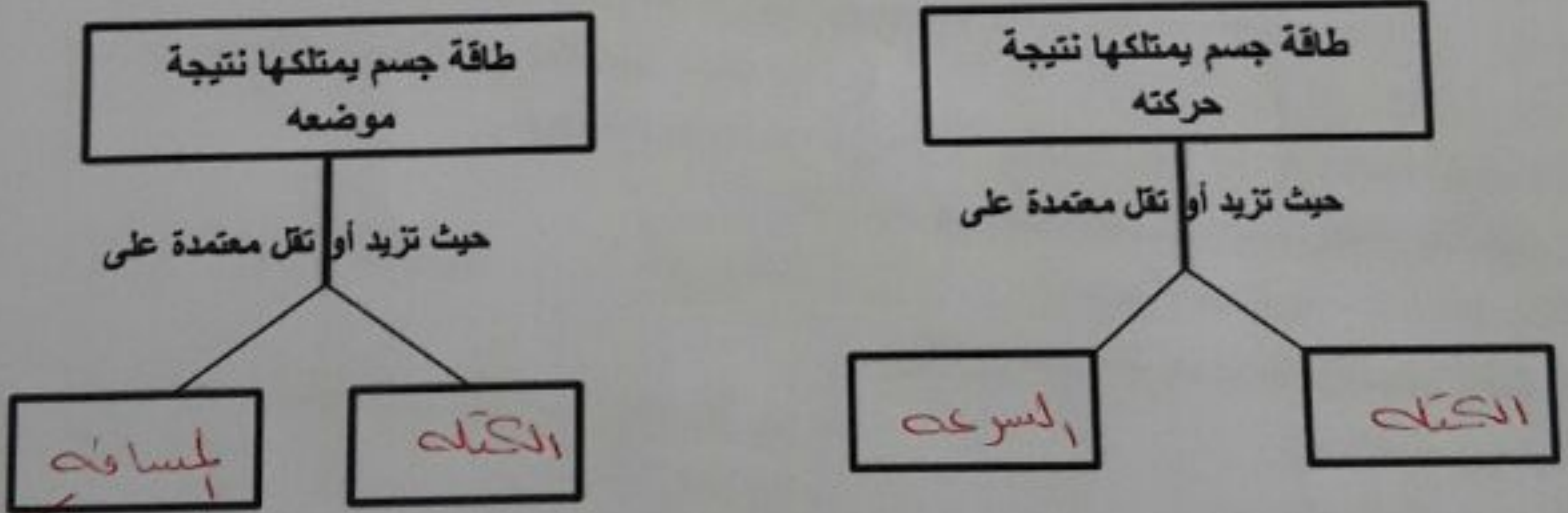 طاقة جسم يمتلكها نتيجة
حركته
حيث تزيد أو تقل معتمدة على
الكتله
السرعه
طاقة جسم يمتلكها نتيجة
موضعه
حيث تزيد أو تقل معتمدة على
الكتله
المسافه